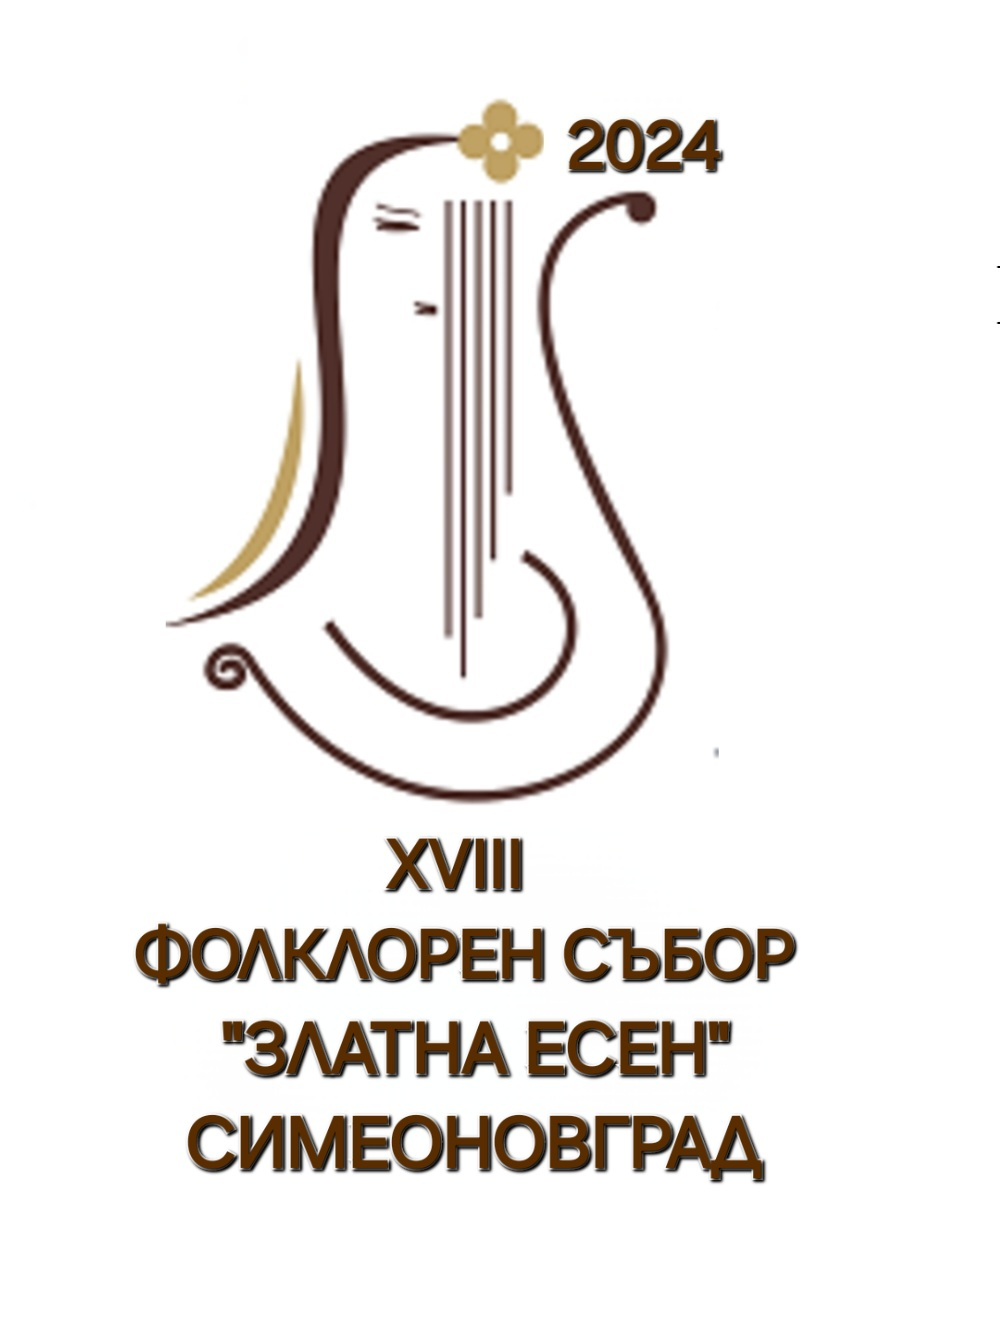 2024
XVIII
ФОЛКЛОРЕН СЪБОР
"ЗЛАТНА ЕСЕН"
СИМЕОНОВГРАД